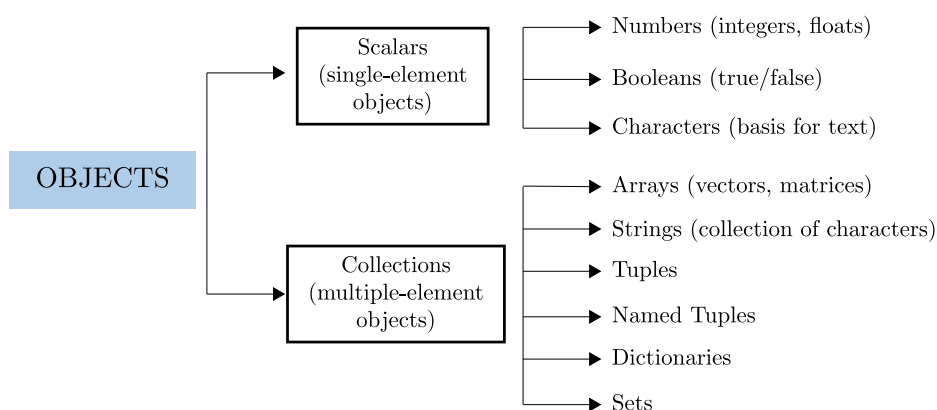 OBJECTS
Scalars
(single-element
objects)
Numbers (integers, floats)
Booleans (true/false)
Characters (basis for text)
Collections
(multiple-element
objects)
Arrays (vectors, matrices)
Strings (collection of characters)
Tuples
Named Tuples
Dictionaries
Sets